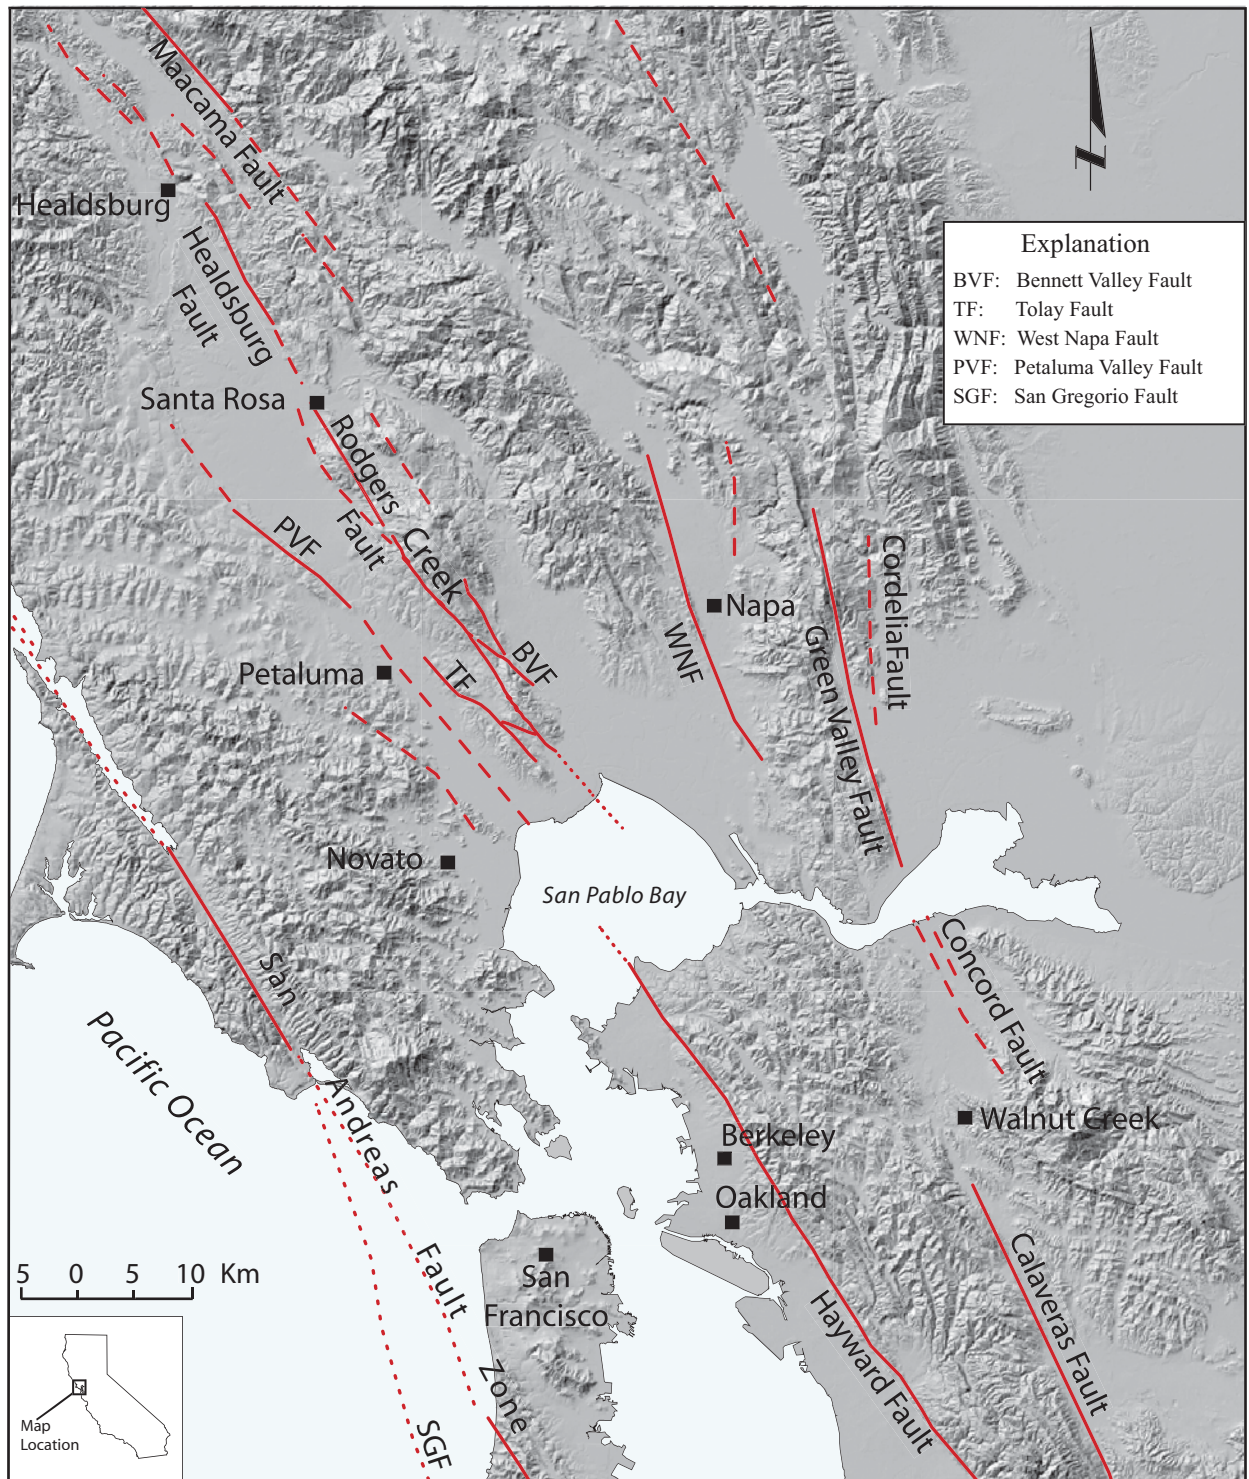 Maacama Fault
Healdsburg
Healdsburg
Fault
Explanation
BVF: Bennett Valley Fault
TF: Tolay Fault
WNF: West Napa Fault
PVF: Petaluma Valley Fault
SGF: San Gregorio Fault
Santa Rosa
Rodgers
Creek
Fault
PVF
CordeliaFault
Napa
WNF
Green Valley Fault
BVF
TF
Petaluma
Novato
San Pablo Bay
San
Andreas
Fault
Zone
Concord Fault
Pacific Ocean
Walnut Creek
Berkeley
Oakland
San
Francisco
Calaveras Fault
Hayward Fault
SGF
5 0 5 10 Km
Map
Location